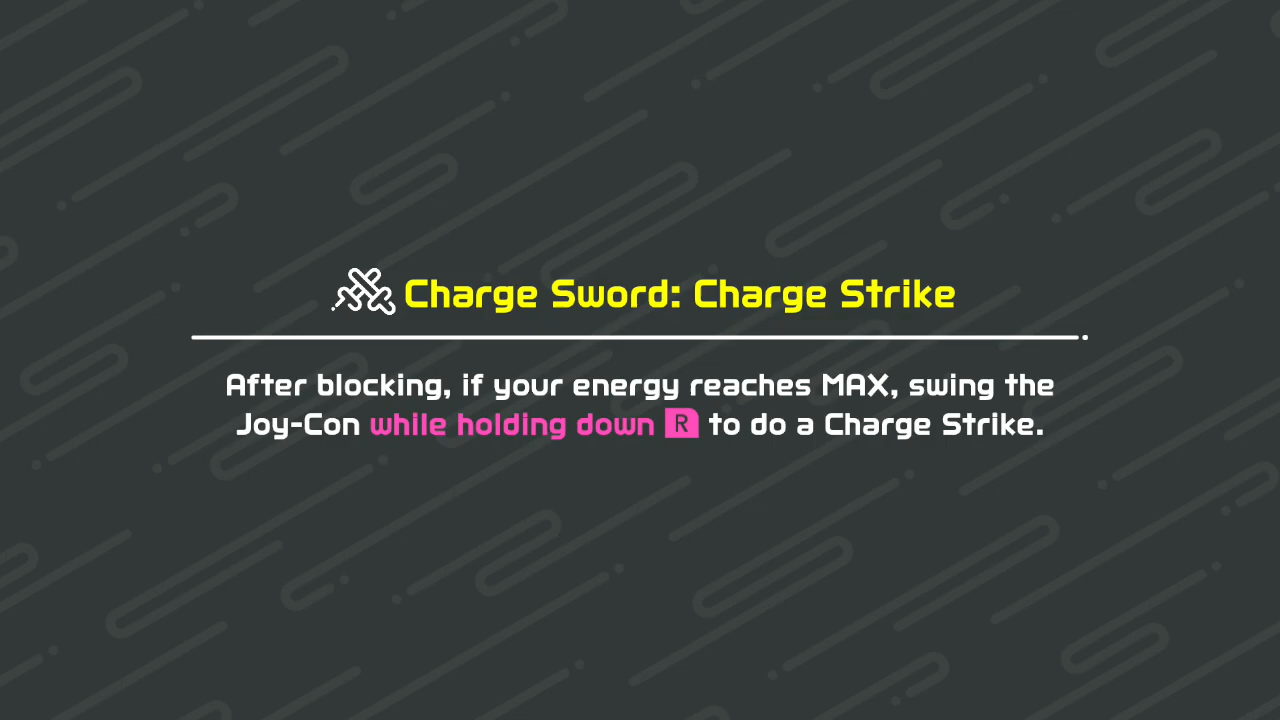 Charge Sword: Charge Strike
After blocking, if your energy reaches MAX, swing the
Joy-Con while holding down R to do a Charge Strike.